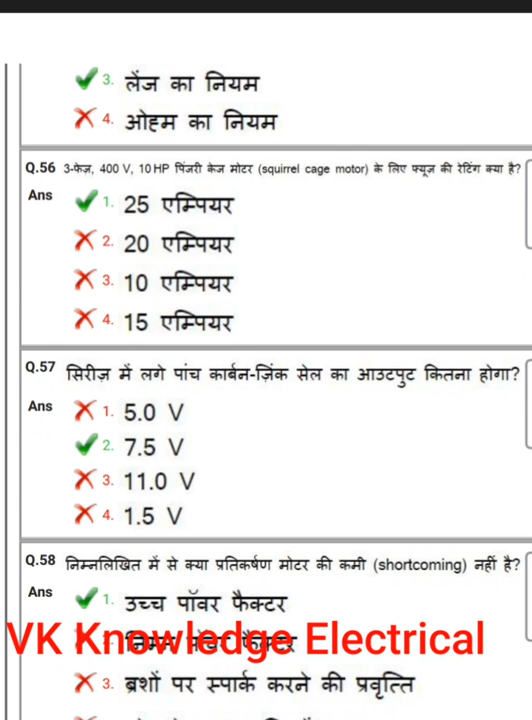 3. लेंज का नियम
4. ओह्म का नियम
Q.56 3-फेज़, 400 V, 10 HP पिंजरी केज मोटर (squirrel cage motor) के लिए फ्यूज़ की रेटिंग क्या है?
Ans 1. 25 एम्पियर
2. 20 एम्पियर
3. 10 एम्पियर
4. 15 एम्पियर
Q.57 सिरीज़ में लगे पांच कार्बन-ज़िंक सेल का आउटपुट कितना होगा?
Ans 1. 5.0 V
2. 7.5 V
3. 11.0 V
4. 1.5 V
Q.58 निम्नलिखित में से क्या प्रतिकर्षण मोटर की कमी (shortcoming) नहीं है?
Ans 1. उच्च पॉवर फैक्टर
VK Knowledge Electrical
3. ब्रशों पर स्पार्क करने की प्रवृत्ति